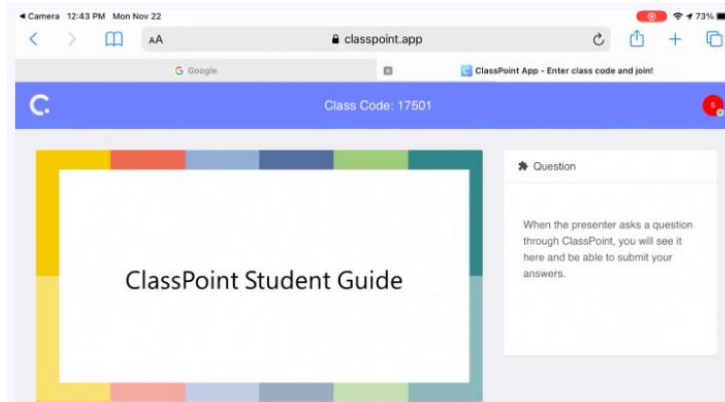 Camera 12:43 PM Mon Nov 22 73%
AA classpoint.app
Google ClassPoint App - Enter class code and join!
C. Class Code: 17501 S
ClassPoint Student Guide
Question
When the presenter asks a question
through ClassPoint, you will see it
here and be able to submit your
answers.